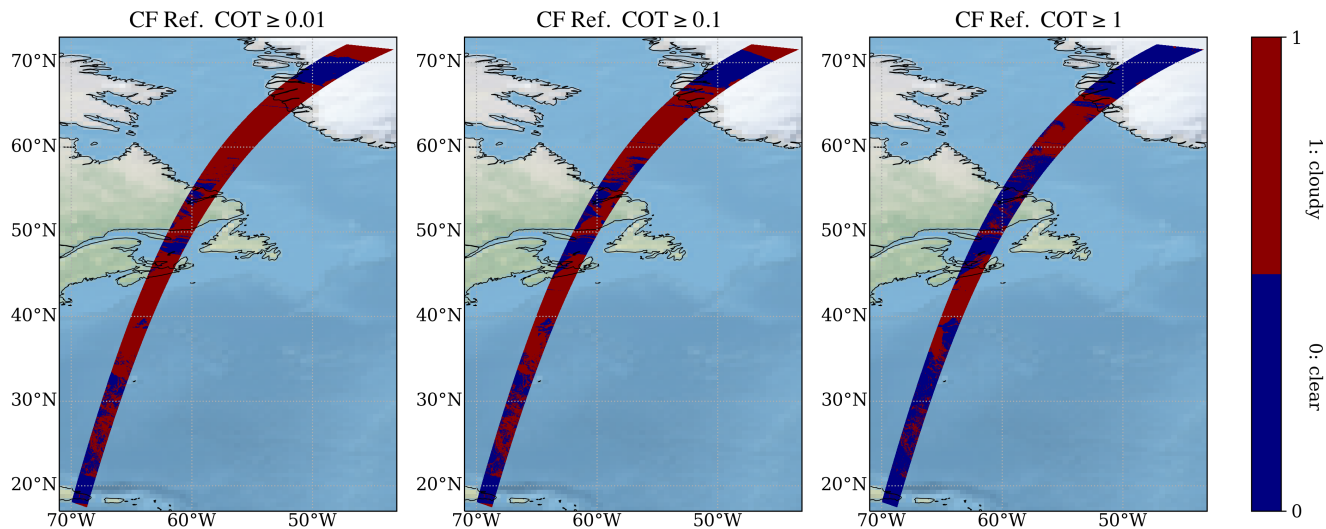 CF Ref. COT ≥ 0.01
CF Ref. COT ≥ 0.1
CF Ref. COT ≥ 1
70°N
60°N
50°N
40°N
30°N
20°N
70°W 60°W 50°W
70°N
60°N
50°N
40°N
30°N
20°N
70°W 60°W 50°W
70°N
60°N
50°N
40°N
30°N
20°N
70°W 60°W 50°W
1
0
1: cloudy
0: clear